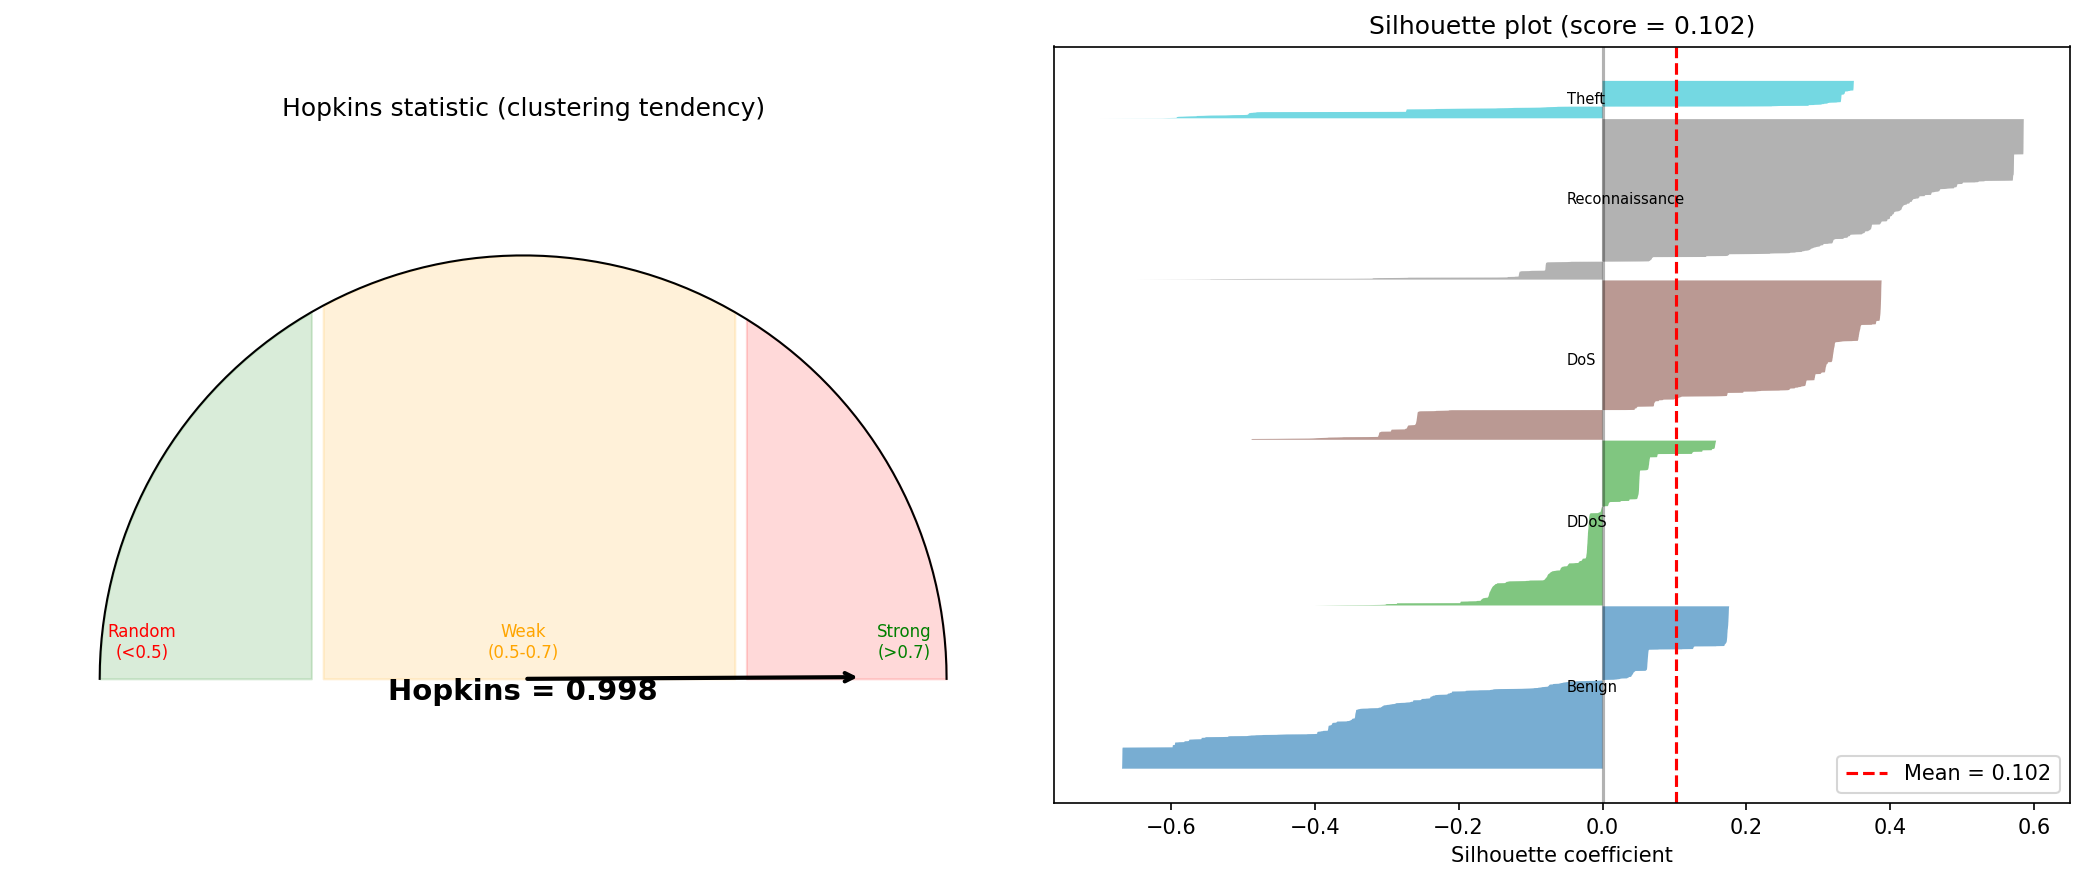 Hopkins statistic (clustering tendency)
Random
(<0.5)
Weak
(0.5-0.7)
Strong
(>0.7)
Hopkins = 0.998
Silhouette plot (score = 0.102)
Theft
Reconnaissance
DoS
DDoS
Benign
Mean = 0.102
−0.6
−0.4
−0.2
0.0
0.2
0.4
0.6
Silhouette coefficient